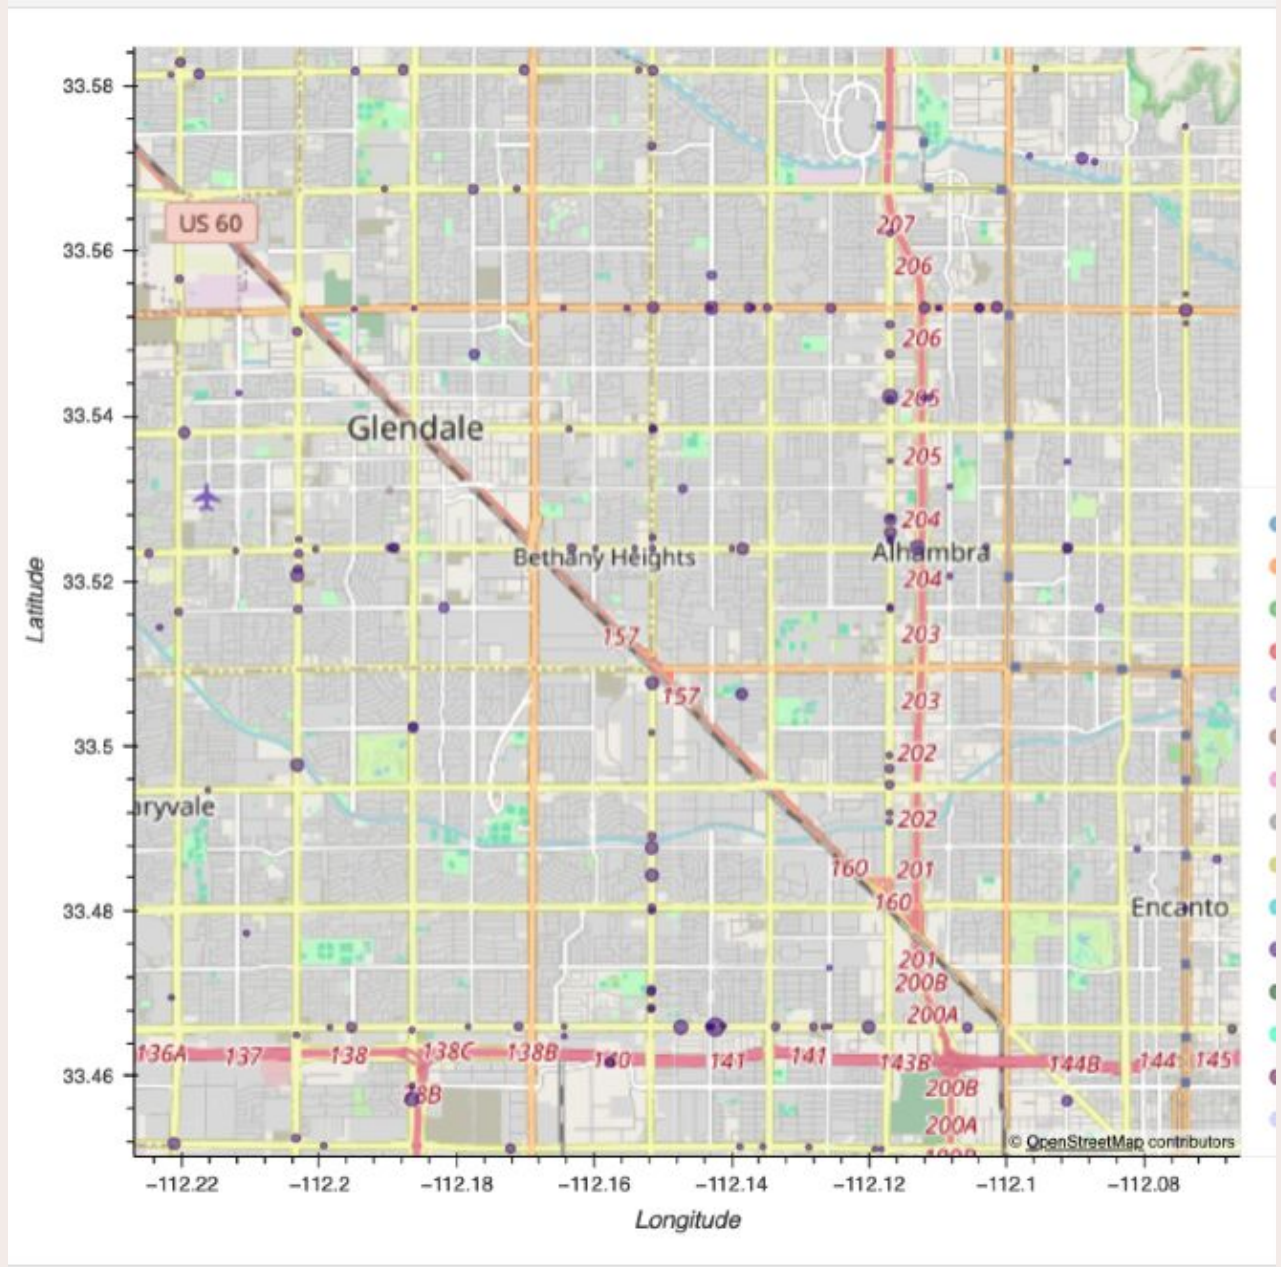 33.58
US 60
207
33.56
206
206
205
33.54
Glendale
205
204
Bethany Heights
Alhambra
33.52
204
157
203
Latitude
157
203
33.5
202
aryvale
202
160
201
160
33.48
Encanto
201
200B
200A
136A
137
138
138C
138B
140
141
141
143B
144B
144
145
33.46
200B
200A
© OpenStreetMap contributors
−112.22
−112.2
−112.18
−112.16
−112.14
−112.12
−112.1
−112.08
Longitude